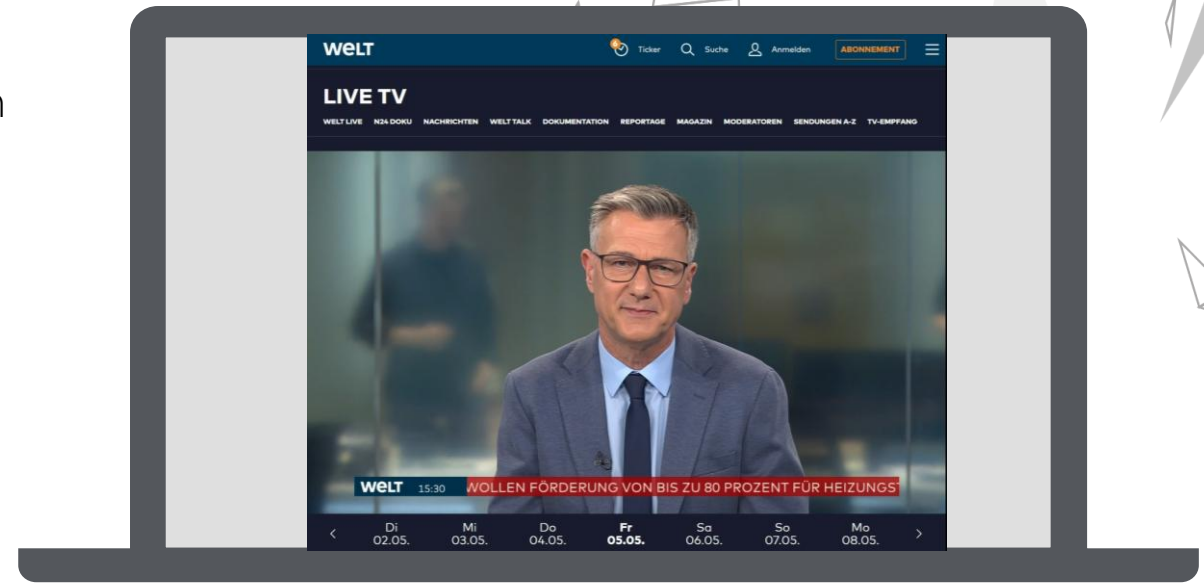 n
WELT
6 Ticker Suche Anmelden ABONNEMENT
LIVE TV
WELT LIVE N24 DOKU NACHRICHTEN WELT TALK DOKUMENTATION REPORTAGE MAGAZIN MODERATOREN SENDUNGEN A-Z TV-EMPFANG
WELT 15:30 WOLLEN FÖRDERUNG VON BIS ZU 80 PROZENT FÜR HEIZUNGS
Di Mi Do Fr Sa So Mo
02.05. 03.05. 04.05. 05.05. 06.05. 07.05. 08.05.